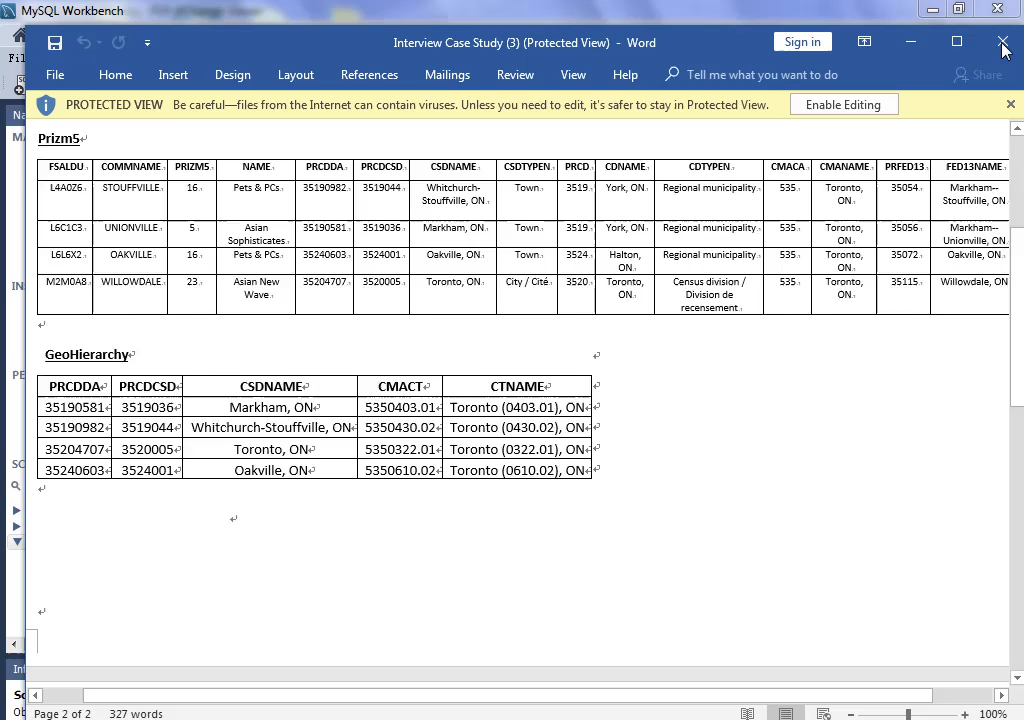 MySQL Workbench
Interview Case Study (3) (Protected View) - Word
Sign in
File Home Insert Design Layout References Mailings Review View Help Tell me what you want to do Share
PROTECTED VIEW Be careful—files from the Internet can contain viruses. Unless you need to edit, it's safer to stay in Protected View. Enable Editing
Prizm5
FSALDU COMMNAME PRIZM5 NAME PRCDDA PRCDCSD CSDNAME CSDTYPEN PRCD CDNAME CDTYPEN CMACA CMANAME PRFED13 FED13NAME
L4A0Z6 STOUFFVILLE 16 Pets & PCs 35190982 3519044 Whitchurch- Town 3519 York, ON Regional municipality 535 Toronto, 35054 Markham--
Stouffville, ON ON Stouffville, ON
L6C1C3 UNIONVILLE 5 Asian 35190581 3519036 Markham, ON Town 3519 York, ON Regional municipality 535 Toronto, 35056 Markham--
Sophisticates ON Unionville, ON
L6L6X2 OAKVILLE 16 Pets & PCs 35240603 3524001 Oakville, ON Town 3524 Halton, Regional municipality 535 Toronto, 35072 Oakville, ON
ON ON
M2M0A8 WILLOWDALE 23 Asian New 35204707 3520005 Toronto, ON City / Cité 3520 Toronto, Census division / 535 Toronto, 35115 Willowdale, ON
Wave ON Division de ON
recensement
GeoHierarchy
PRCDDA PRCDCSD CSDNAME CMACT CTNAME
35190581 3519036 Markham, ON 5350403.01 Toronto (0403.01), ON
35190982 3519044 Whitchurch-Stouffville, ON 5350430.02 Toronto (0430.02), ON
35204707 3520005 Toronto, ON 5350322.01 Toronto (0322.01), ON
35240603 3524001 Oakville, ON 5350610.02 Toronto (0610.02), ON
Page 2 of 2 327 words 100%